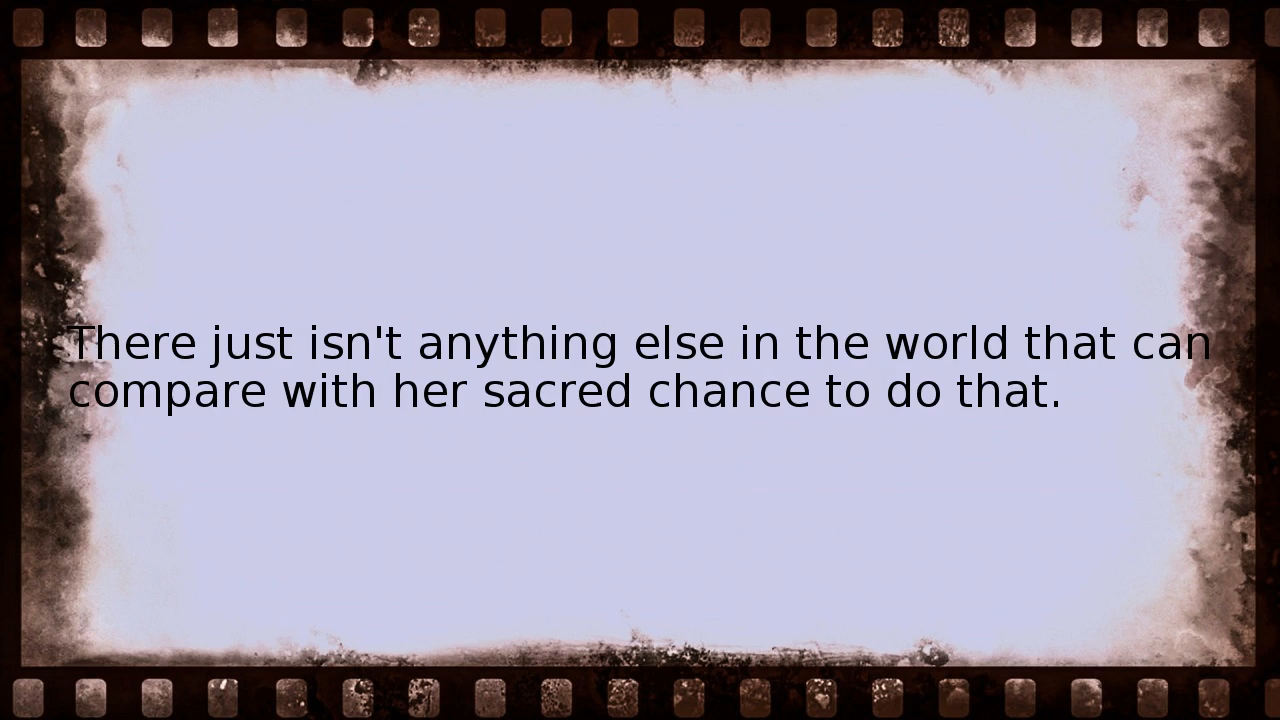 There just isn't anything else in the world that can
compare with her sacred chance to do that.